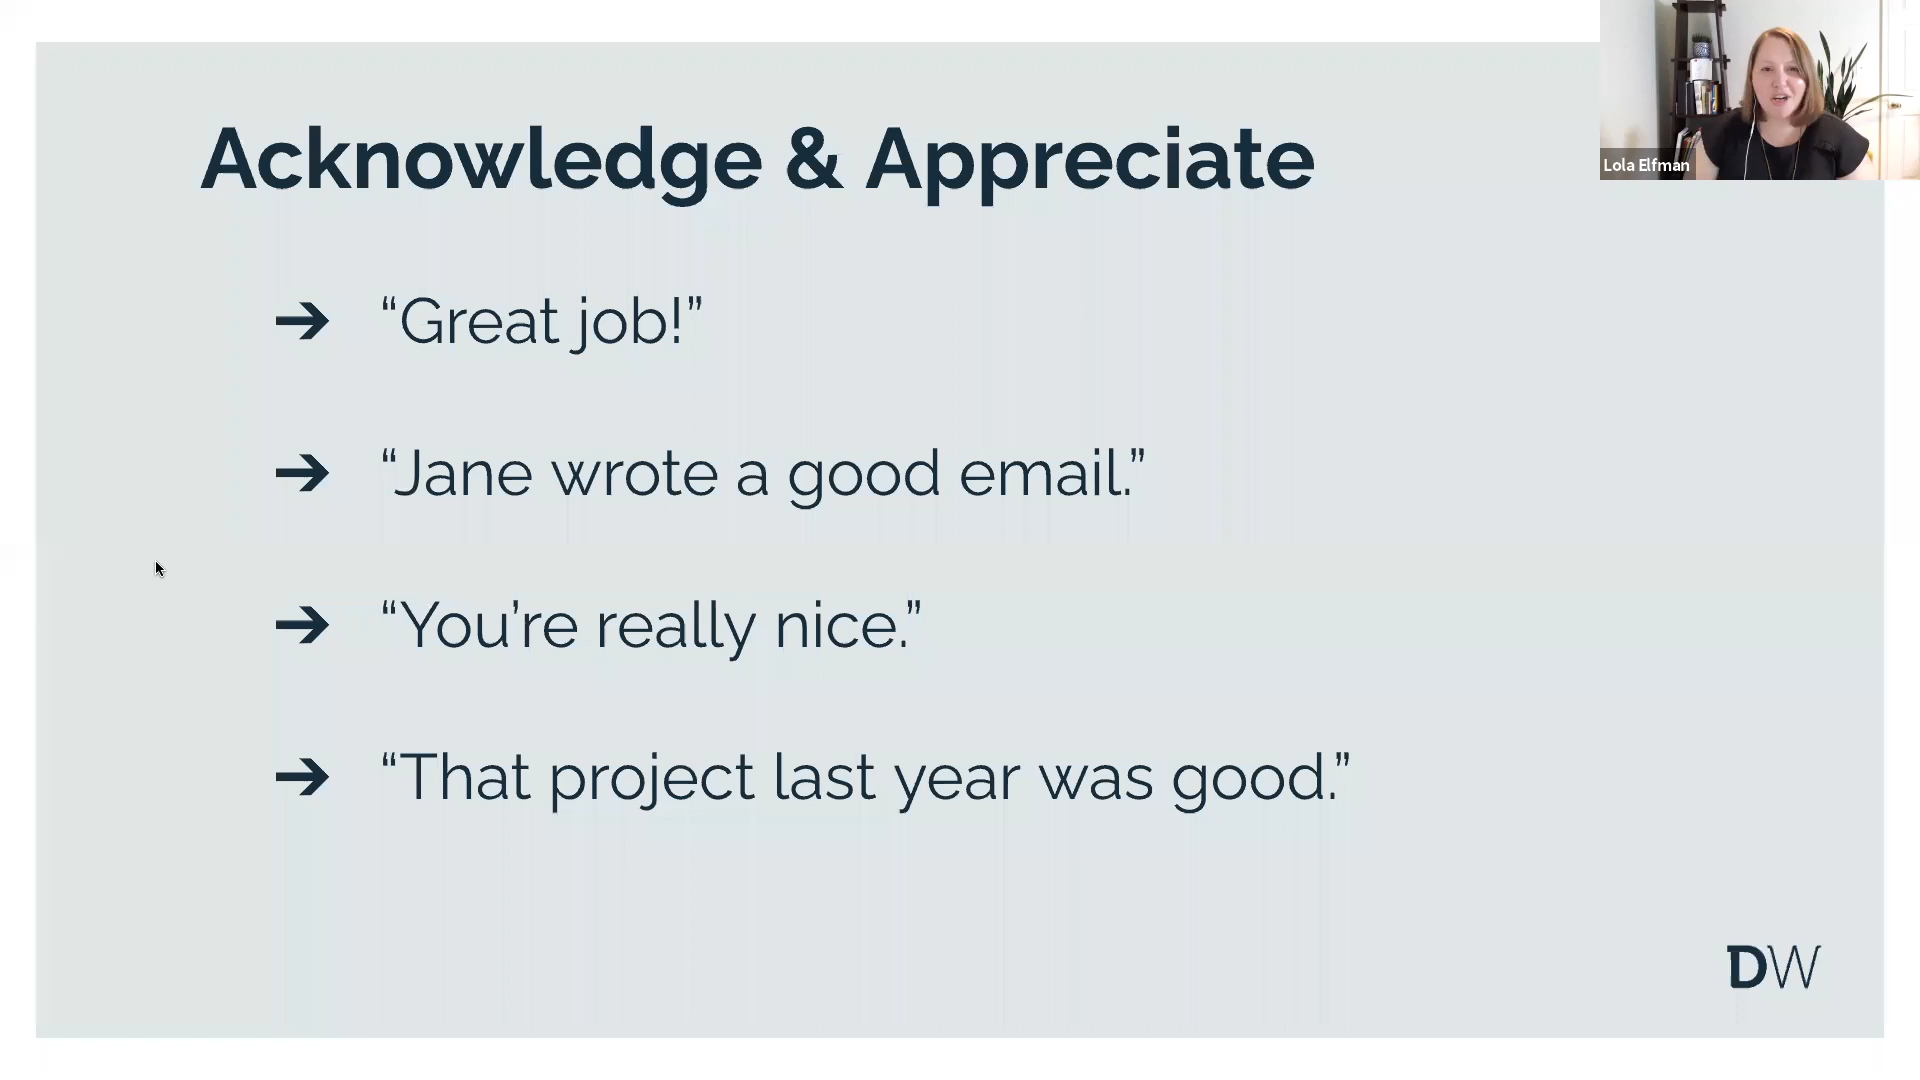 Acknowledge & Appreciate
➔ “Great job!”
➔ “Jane wrote a good email.”
➔ “You’re really nice.”
➔ “That project last year was good.”
Lola Elfman
DW